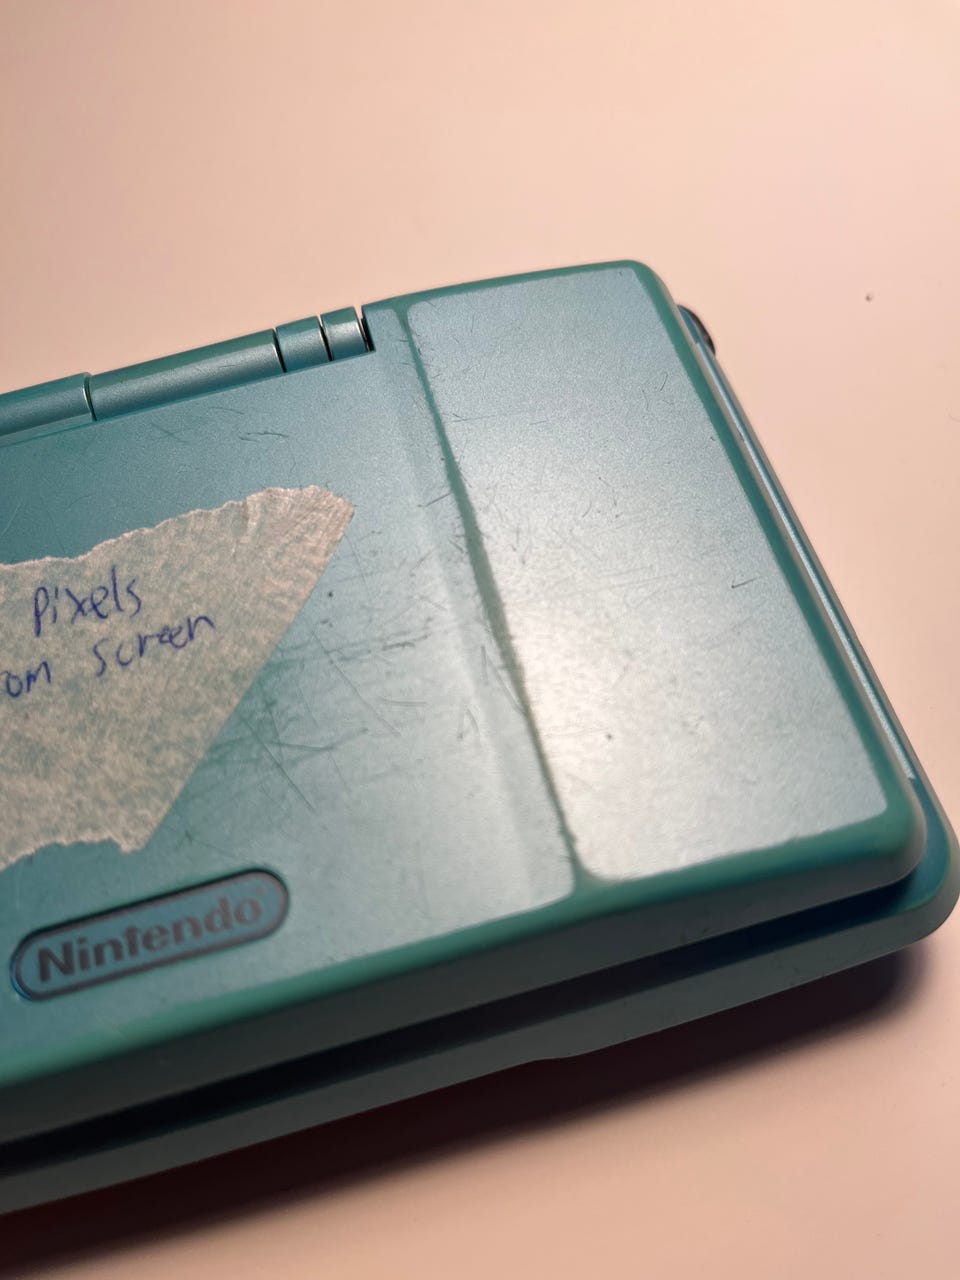 Pixels
om screen
Nintendo®